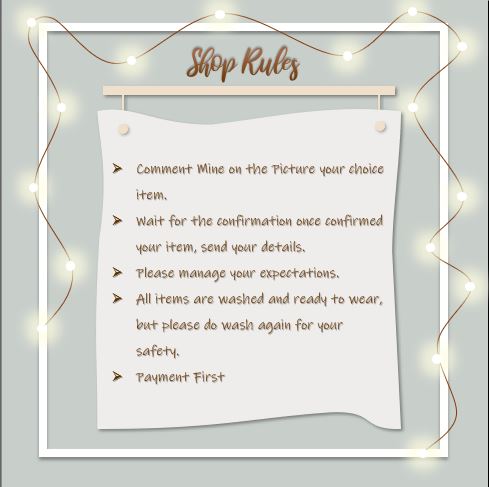 Shop Rules
➢ Comment Mine on the Picture your choice
item.
➢ Wait for the confirmation once confirmed
your item, send your details.
➢ Please manage your expectations.
➢ All items are washed and ready to wear,
but please do wash again for your
safety.
➢ Payment First